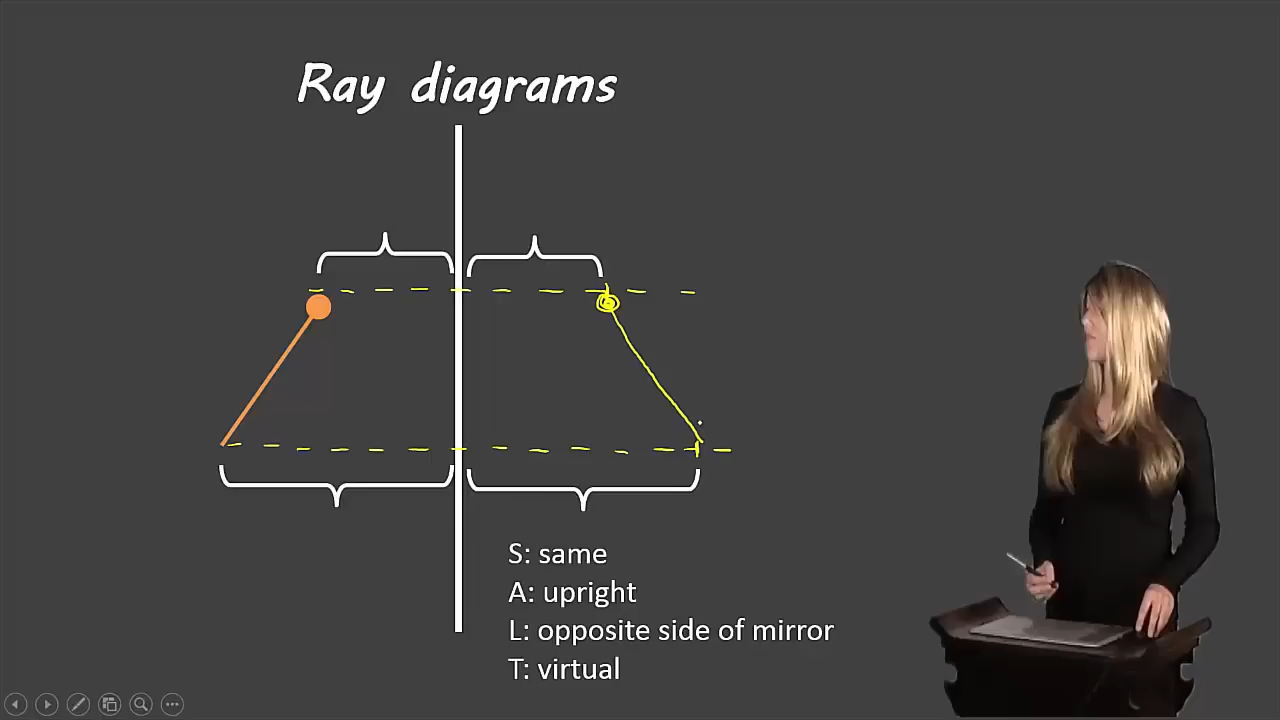 Ray diagrams
S: same
A: upright
L: opposite side of mirror
T: virtual